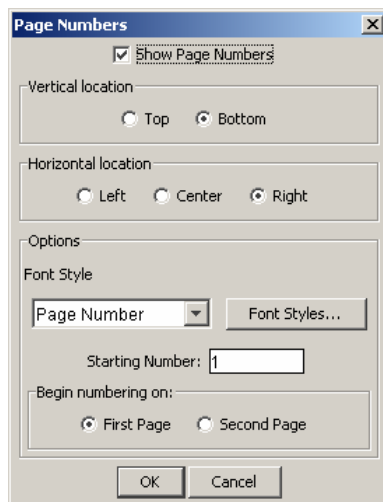 Page Numbers
Show Page Numbers
Vertical location
Top Bottom
Horizontal location
Left Center Right
Options
Font Style
Page Number Font Styles...
Starting Number: 1
Begin numbering on:
First Page Second Page
OK Cancel